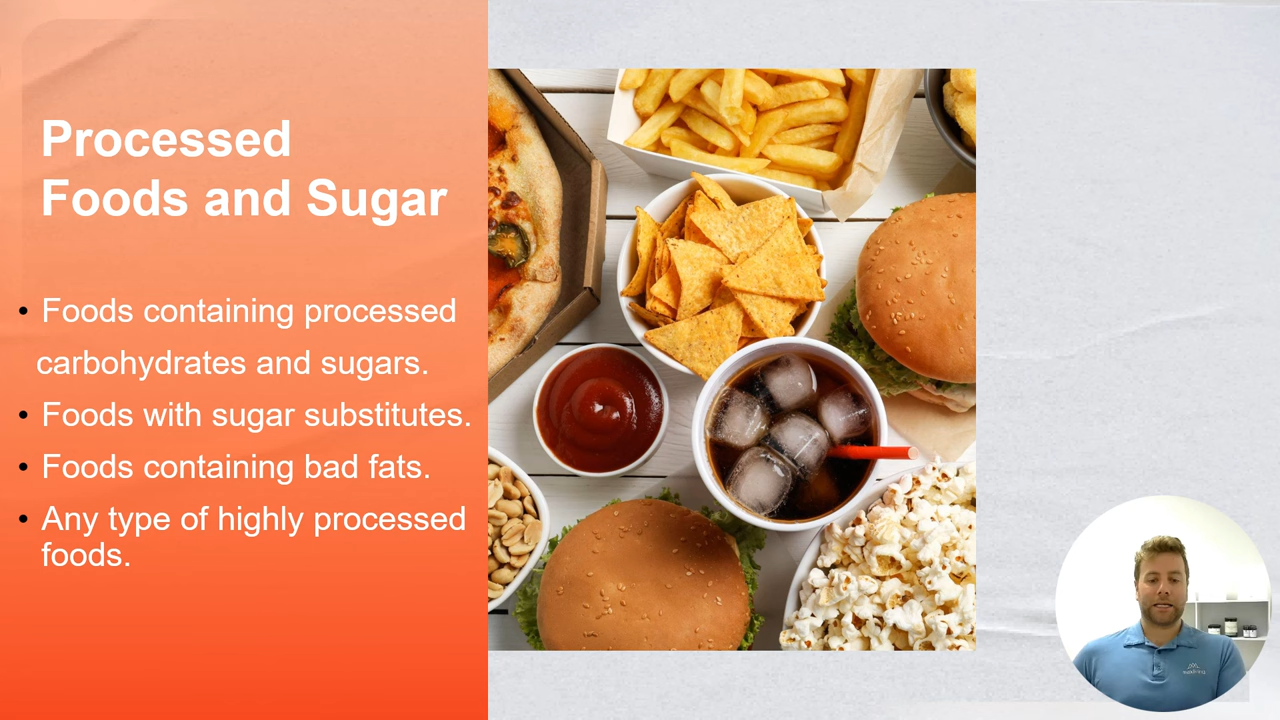 Processed
Foods and Sugar
• Foods containing processed
carbohydrates and sugars.
• Foods with sugar substitutes.
• Foods containing bad fats.
• Any type of highly processed
foods.